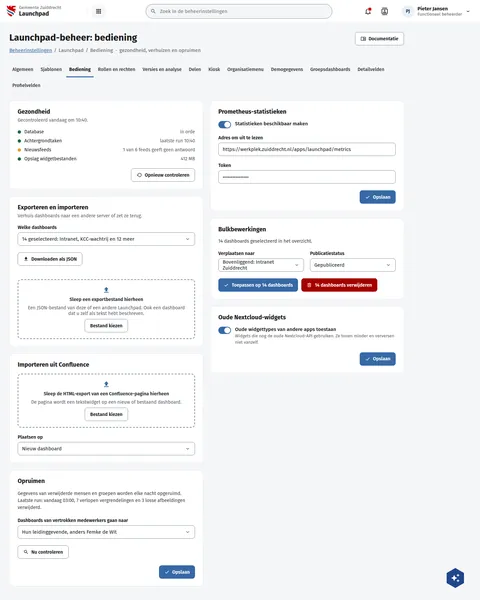 Gemeente Zuiddrecht
Launchpad
Zoek in de beheerinstellingen
PJ
Pieter Jansen
Functioneel Beheerder
Launchpad-beheer: bediening
Beheerinstellingen / Launchpad / Bediening - gezondheid, verhuizen en opruimen
Documentatie
Algemeen
Sjablonen
Bediening
Rollen en rechten
Versies en analyse
Delen
Kiosk
Organisatiemenu
Demogegevens
Groepsdashboards
Detailvelden
Profielvelden
Gezondheid
Gecontroleerd vandaag om 10:41.
Database
in orde
Achtergrondtaken
laatste run 10:40
Nieuwsfeeds
1 van 6 feeds geeft geen antwoord
Opslag widgetbestanden
412 MB
Opnieuw controleren
Exporteren en importeren
Verhuis dashboards naar een andere server of zet ze terug.
Welke dashboards
14 geselecteerd: Intranet, KCC-wachtrij en 12 meer
Downloaden als JSON
Sleep een exportbestand hierheen
Een JSON-bestand van deze of een andere Launchpad. Ook een dashboard
dat u zelf als tekst hebt beschreven.
Bestand kiezen
Importeren uit Confluence
Sleep de HTML-export van een Confluence-pagina hierheen
De pagina wordt een tekstwidget op een nieuw of bestaand dashboard.
Bestand kiezen
Plaatsen op
Nieuw dashboard
Opruimen
Gegevens van verwijderde mensen en groepen worden elke nacht opgeruimd.
Laatste run: vandaag 03:00, 7 verlopen vergrendelingen en 3 losse afbeeldingen
verwijderd.
Dashboards van vertrokken medewerkers gaan naar
Hun leidinggevende, anders Femke de Wit
Nu controleren
Opslaan
Prometheus-statistieken
Statistieken beschikbaar maken
Adres om uit te lezen
https://werkplek.zuiddrecht.nl/apps/launchpad/metrics
Token
Opslaan
Bulkbewerkingen
14 dashboards geselecteerd in het overzicht.
Verplaatsen naar
Bovenliggend: Intranet
Zuiddrecht
Publicatiestatus
Gepubliceerd
Toepassen op 14 dashboards
14 dashboards verwijderen
Oude Nextcloud-widgets
Oude widgettypes van andere apps toestaan
Widgets die nog de oude Nextcloud-API gebruiken. Ze tonen minder en verversen
niet vanzelf.
Opslaan